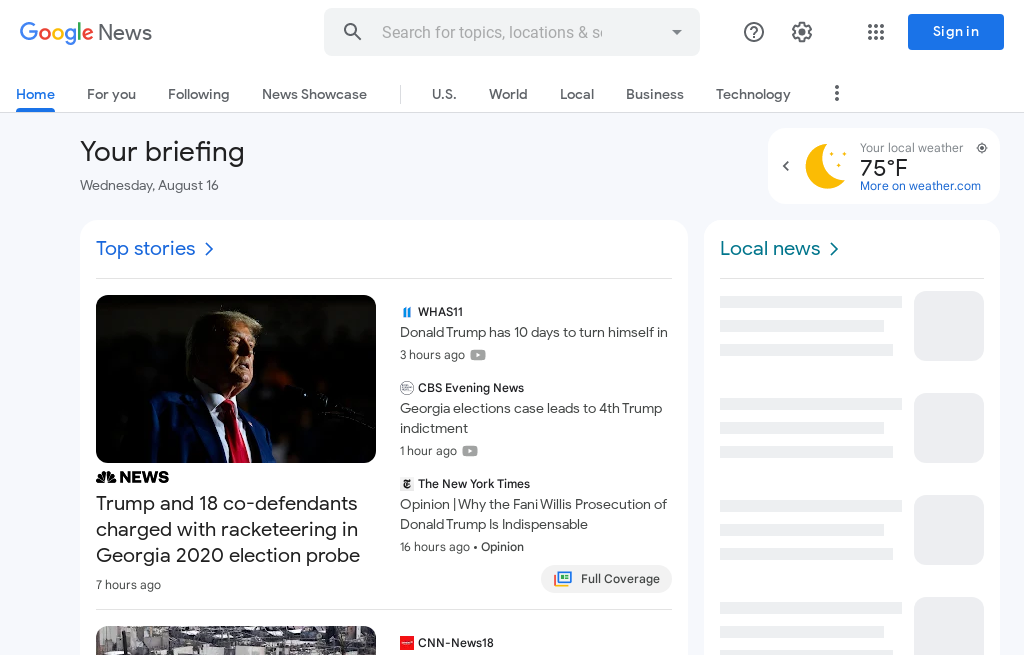 Google News
Search for topics, locations & s
Sign in
Home
For you
Following
News Showcase
U.S.
World
Local
Business
Technology
Your briefing
Wednesday, August 16
Your local weather
75°F
More on weather.com
Top stories
Local news
NEWS
Trump and 18 co-defendants
charged with racketeering in
Georgia 2020 election probe
7 hours ago
WHAS11
Donald Trump has 10 days to turn himself in
3 hours ago
CBS Evening News
Georgia elections case leads to 4th Trump
indictment
1 hour ago
The New York Times
Opinion | Why the Fani Willis Prosecution of
Donald Trump Is Indispensable
16 hours ago • Opinion
Full Coverage
CNN-News18